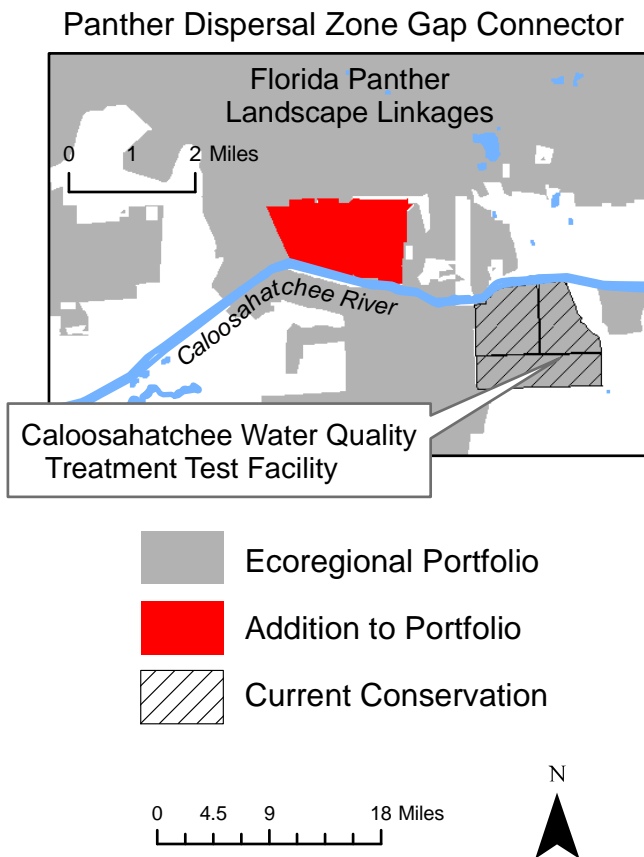 Panther Dispersal Zone Gap Connector
Florida Panther
Landscape Linkages
0 1 2 Miles
Caloosahatchee River
Caloosahatchee Water Quality
Treatment Test Facility
Ecoregional Portfolio
Addition to Portfolio
Current Conservation
N
0 4.5 9 18 Miles